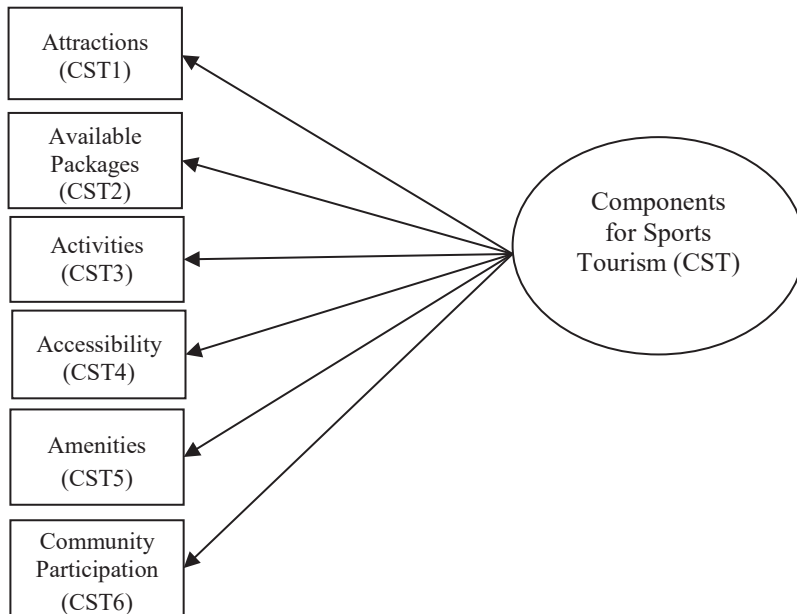 Attractions
(CST1)
Available
Packages
(CST2)
Activities
(CST3)
Accessibility
(CST4)
Amenities
(CST5)
Community
Participation
(CST6)
Components
for Sports
Tourism (CST)